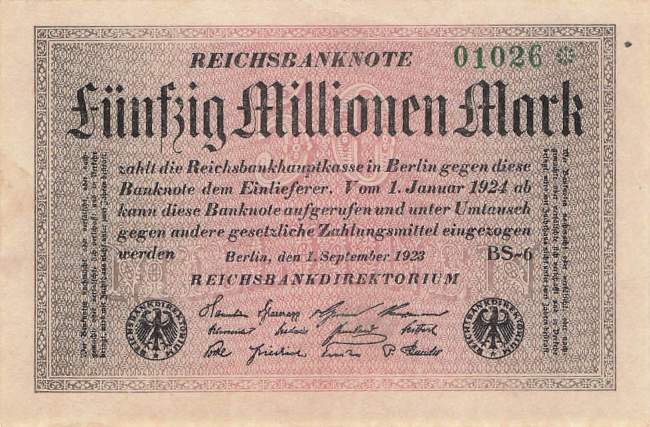 REICHSBANKNOTE 01026 *
Fünfzig Millionen Mark
zahlt die Reichsbankhauptkasse in Berlin gegen diese
Banknote dem Einlieferer. Vom 1. Januar 1924 ab
kann diese Banknote aufgerufen und unter Umtausch
gegen andere gesetzliche Zahlungsmittel eingezogen
werden Berlin, den 1. September 1923 BS-6
REICHSBANKDIREKTORIUM
REICHSBANKDIREKTORIUM
REICHSBANKDIREKTORIUM